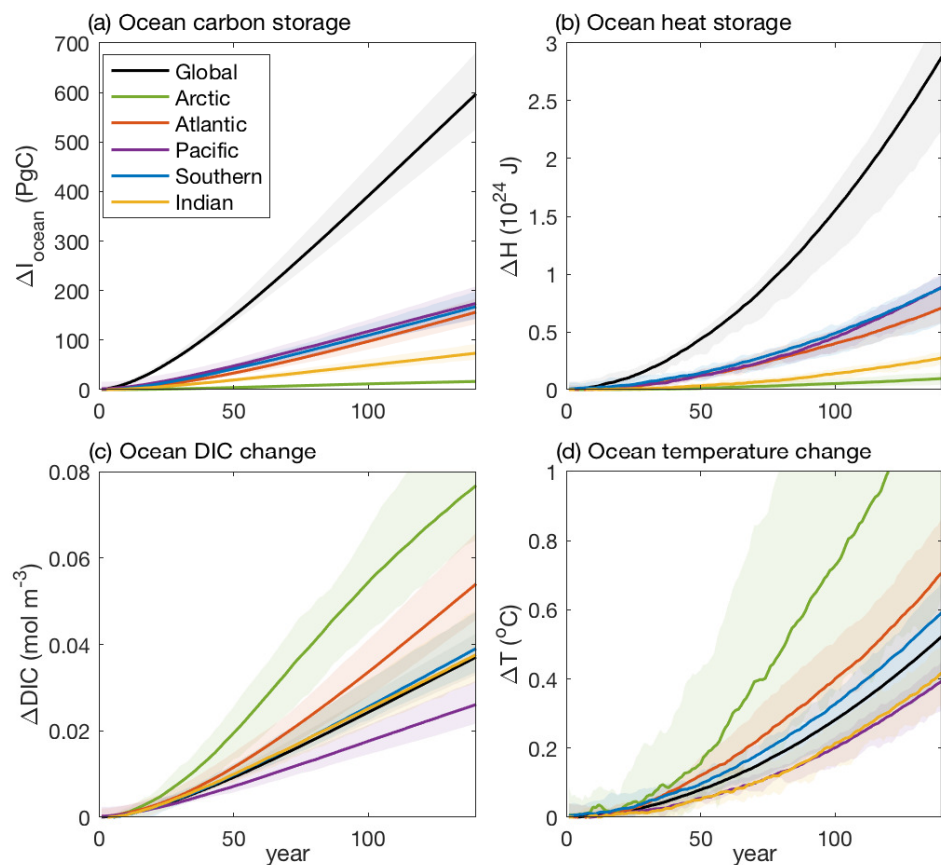 (a) Ocean carbon storage
700
600
500
400
300
200
100
0
ΔI_ocean (PgC)
Global
Arctic
Atlantic
Pacific
Southern
Indian
0 50 100
(b) Ocean heat storage
3
2.5
2
1.5
1
0.5
0
ΔH (10^24 J)
0 50 100
(c) Ocean DIC change
0.08
0.06
0.04
0.02
0
ΔDIC (mol m^-3)
0 50 100
year
(d) Ocean temperature change
1
0.8
0.6
0.4
0.2
0
ΔT (°C)
0 50 100
year